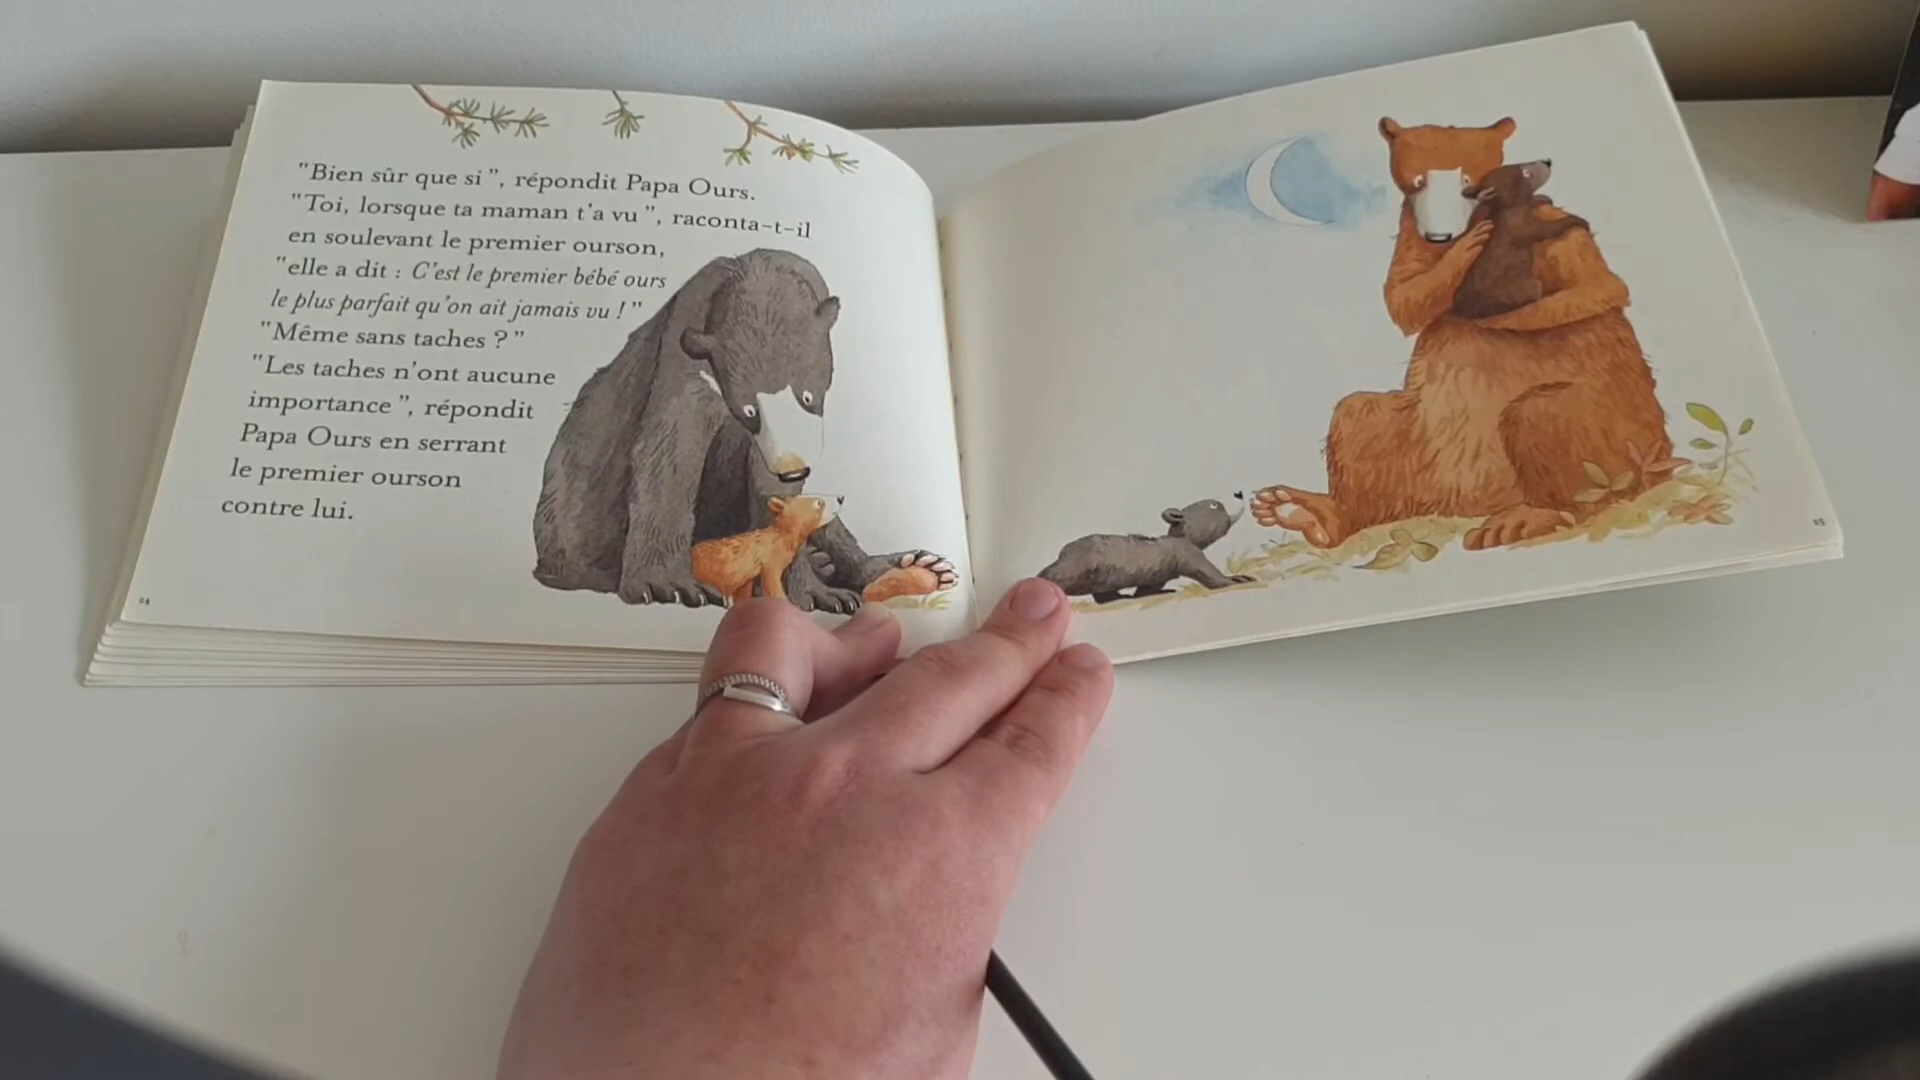 "Bien sûr que si", répondit Papa Ours.
"Toi, lorsque ta maman t'a vu", raconta-t-il
en soulevant le premier ourson,
"elle a dit : C'est le premier bébé ours
le plus parfait qu'on ait jamais vu !"
"Même sans taches ?"
"Les taches n'ont aucune
importance", répondit
Papa Ours en serrant
le premier ourson
contre lui.